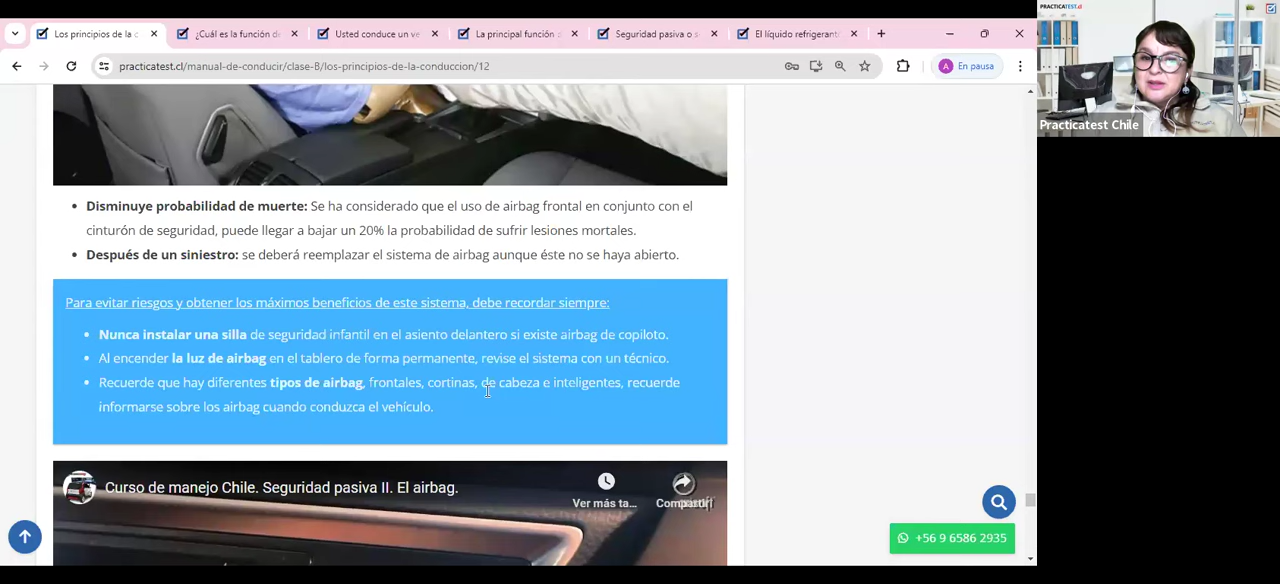 PRACTICATEST.cl
Los principios de la c
¿Cuál es la función de
Usted conduce un ve
La principal función d
Seguridad pasiva o s
El líquido refrigerant
practicatest.cl/manual-de-conducir/clase-B/los-principios-de-la-conduccion/12
A
En pausa
Practicatest Chile
• Disminuye probabilidad de muerte: Se ha considerado que el uso de airbag frontal en conjunto con el
cinturón de seguridad, puede llegar a bajar un 20% la probabilidad de sufrir lesiones mortales.
• Después de un siniestro: se deberá reemplazar el sistema de airbag aunque éste no se haya abierto.
Para evitar riesgos y obtener los máximos beneficios de este sistema, debe recordar siempre:
• Nunca instalar una silla de seguridad infantil en el asiento delantero si existe airbag de copiloto.
• Al encender la luz de airbag en el tablero de forma permanente, revise el sistema con un técnico.
• Recuerde que hay diferentes tipos de airbag, frontales, cortinas, de cabeza e inteligentes, recuerde
informarse sobre los airbag cuando conduzca el vehículo.
Curso de manejo Chile. Seguridad pasiva II. El airbag.
Ver más ta...
Compartir
+56 9 6586 2935